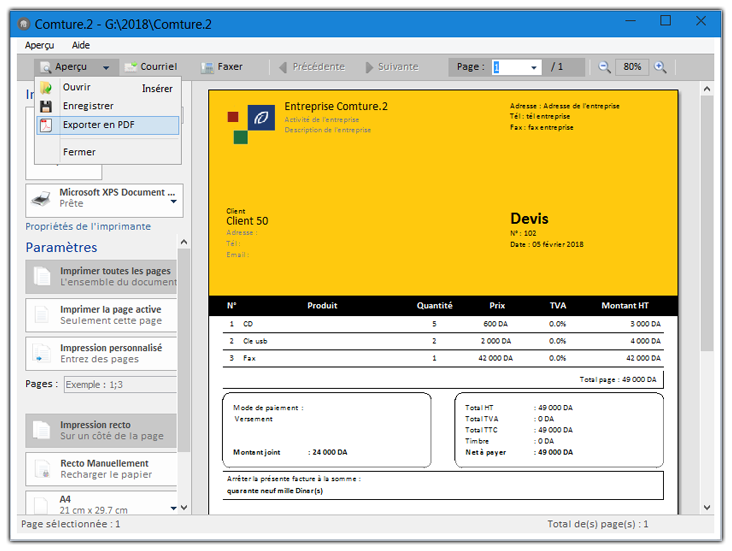 Comture.2 - G:\2018\Comture.2
Aperçu Aide
Aperçu Courriel Faxer Précédente Suivante Page : 1 / 1 80%
Ouvrir Insérer
Enregistrer
Exporter en PDF
Fermer
Microsoft XPS Document ...
Prête
Propriétés de l'imprimante
Paramètres
Imprimer toutes les pages
L'ensemble du document
Imprimer la page active
Seulement cette page
Impression personnalisé
Entrez des pages
Pages : Exemple : 1;3
Impression recto
Sur un côté de la page
Recto Manuellement
Recharger le papier
A4
21 cm x 29.7 cm
Entreprise Comture.2
Activité de l'entreprise
Description de l'entreprise
Adresse : Adresse de l'entreprise
Tél : tél entreprise
Fax : fax entreprise
Client
Client 50
Adresse :
Tél :
Email :
Devis
N° : 102
Date : 05 février 2018
N° Produit Quantité Prix TVA Montant HT
1 CD 5 600 DA 0.0% 3 000 DA
2 Cle usb 2 2 000 DA 0.0% 4 000 DA
3 Fax 1 42 000 DA 0.0% 42 000 DA
Total page : 49 000 DA
Mode de paiement :
Versement
Montent joint : 24 000 DA
Total HT : 49 000 DA
Total TVA : 0 DA
Total TTC : 49 000 DA
Timbre : 0 DA
Net à payer : 49 000 DA
Arrêter la présente facture à la somme :
quarante neuf mille Diner(s)
Page sélectionnée : 1 Total de(s) page(s) : 1